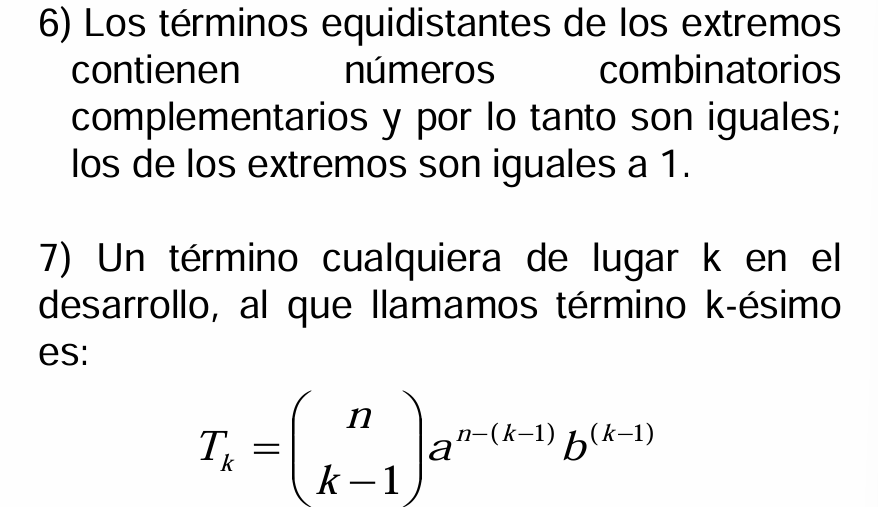 6) Los términos equidistantes de los extremos
contienen números combinatorios
complementarios y por lo tanto son iguales;
los de los extremos son iguales a 1.
7) Un término cualquiera de lugar k en el
desarrollo, al que llamamos término k-ésimo
es:
T_k = \binom{n}{k-1} a^{n-(k-1)} b^{(k-1)}